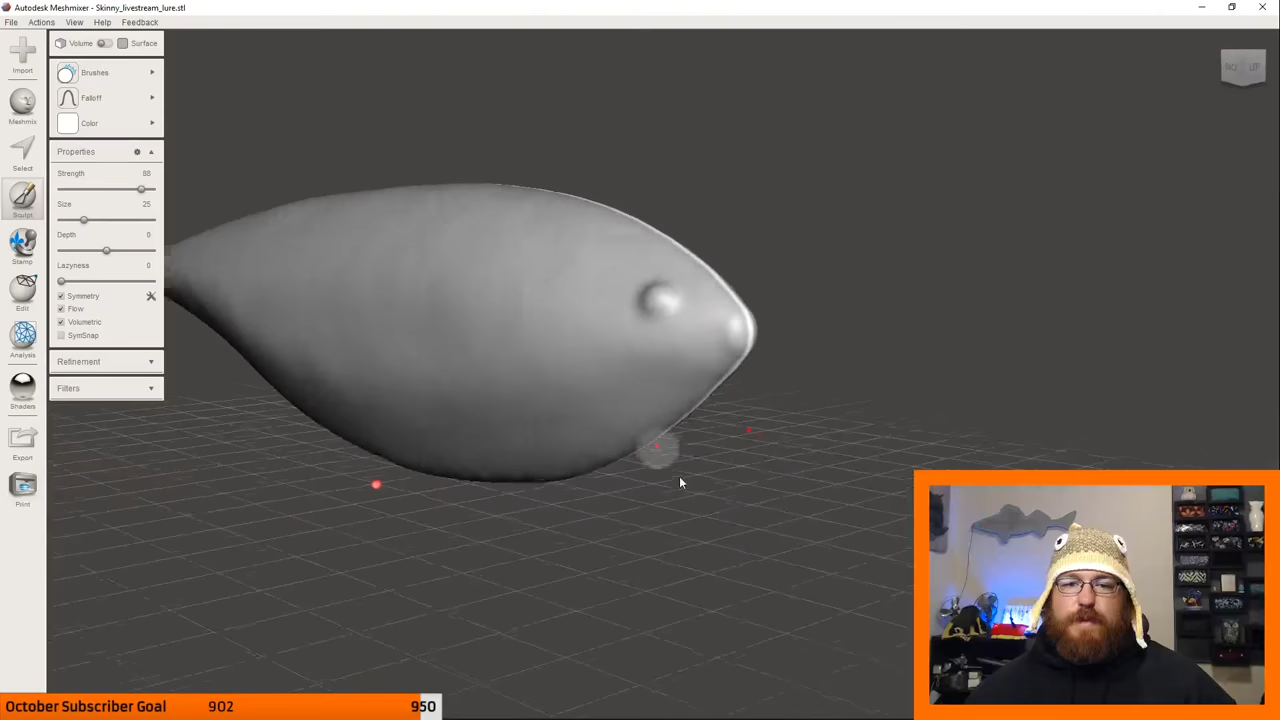 Autodesk Meshmixer - Skinny_livestream_lure.stl
File Actions View Help Feedback
Import
Meshmix
Select
Sculpt
Stamp
Edit
Analysis
Shaders
Export
Print
Volume Surface
Brushes
Falloff
Color
Properties
Strength 88
Size 25
Depth 0
Lazyness 0
Symmetry
Flow
Volumetric
SymSnap
Refinement
Filters
October Subscriber Goal 902 950